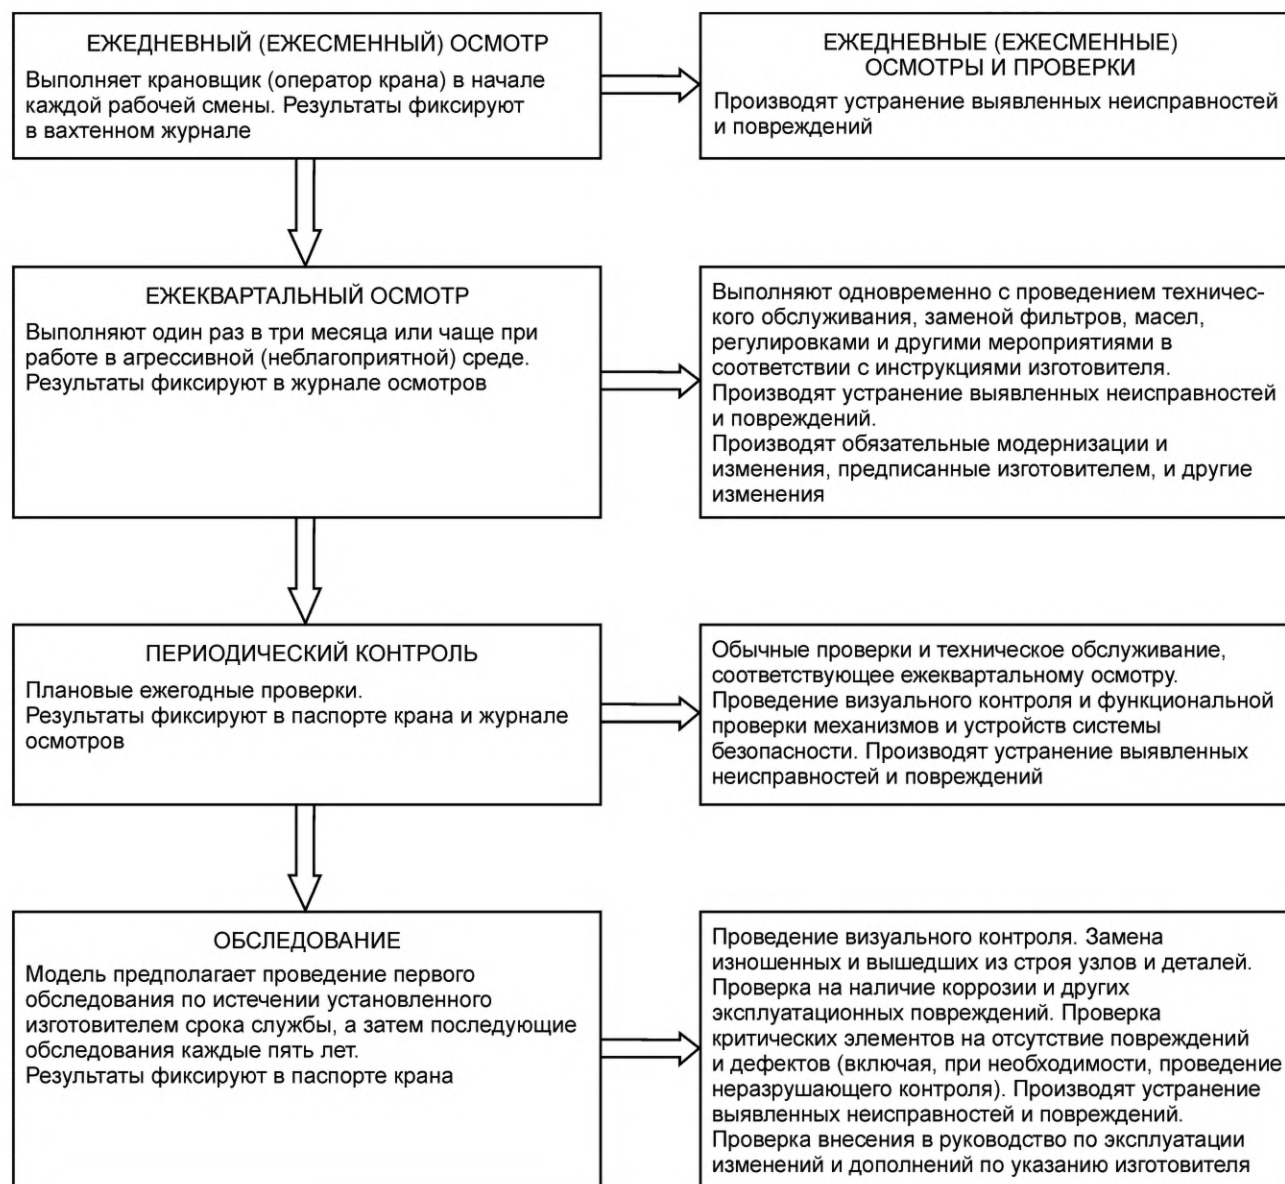 ЕЖЕДНЕВНЫЙ (ЕЖЕСМЕННЫЙ) ОСМОТР
Выполняет крановщик (оператор крана) в начале
каждой рабочей смены. Результаты фиксируют
в вахтенном журнале
ЕЖЕДНЕВНЫЕ (ЕЖЕСМЕННЫЕ)
ОСМОТРЫ И ПРОВЕРКИ
Производят устранение выявленных неисправностей
и повреждений
ЕЖЕКВАРТАЛЬНЫЙ ОСМОТР
Выполняют один раз в три месяца или чаще при
работе в агрессивной (неблагоприятной) среде.
Результаты фиксируют в журнале осмотров
Выполняют одновременно с проведением техничес-
кого обслуживания, заменой фильтров, масел,
регулировками и другими мероприятиями в
соответствии с инструкциями изготовителя.
Производят устранение выявленных неисправностей
и повреждений.
Производят обязательные модернизации и
изменения, предписанные изготовителем, и другие
изменения
ПЕРИОДИЧЕСКИЙ КОНТРОЛЬ
Плановые ежегодные проверки.
Результаты фиксируют в паспорте крана и журнале
осмотров
Обычные проверки и техническое обслуживание,
соответствующее ежеквартальному осмотру.
Проведение визуального контроля и функциональной
проверки механизмов и устройств системы
безопасности. Производят устранение выявленных
неисправностей и повреждений
ОБСЛЕДОВАНИЕ
Модель предполагает проведение первого
обследования по истечении установленного
изготовителем срока службы, а затем последующие
обследования каждые пять лет.
Результаты фиксируют в паспорте крана
Проведение визуального контроля. Замена
изношенных и вышедших из строя узлов и деталей.
Проверка на наличие коррозии и других
эксплуатационных повреждений. Проверка
критических элементов на отсутствие повреждений
и дефектов (включая, при необходимости, проведение
неразрушающего контроля). Производят устранение
выявленных неисправностей и повреждений.
Проверка внесения в руководство по эксплуатации
изменений и дополнений по указанию изготовителя